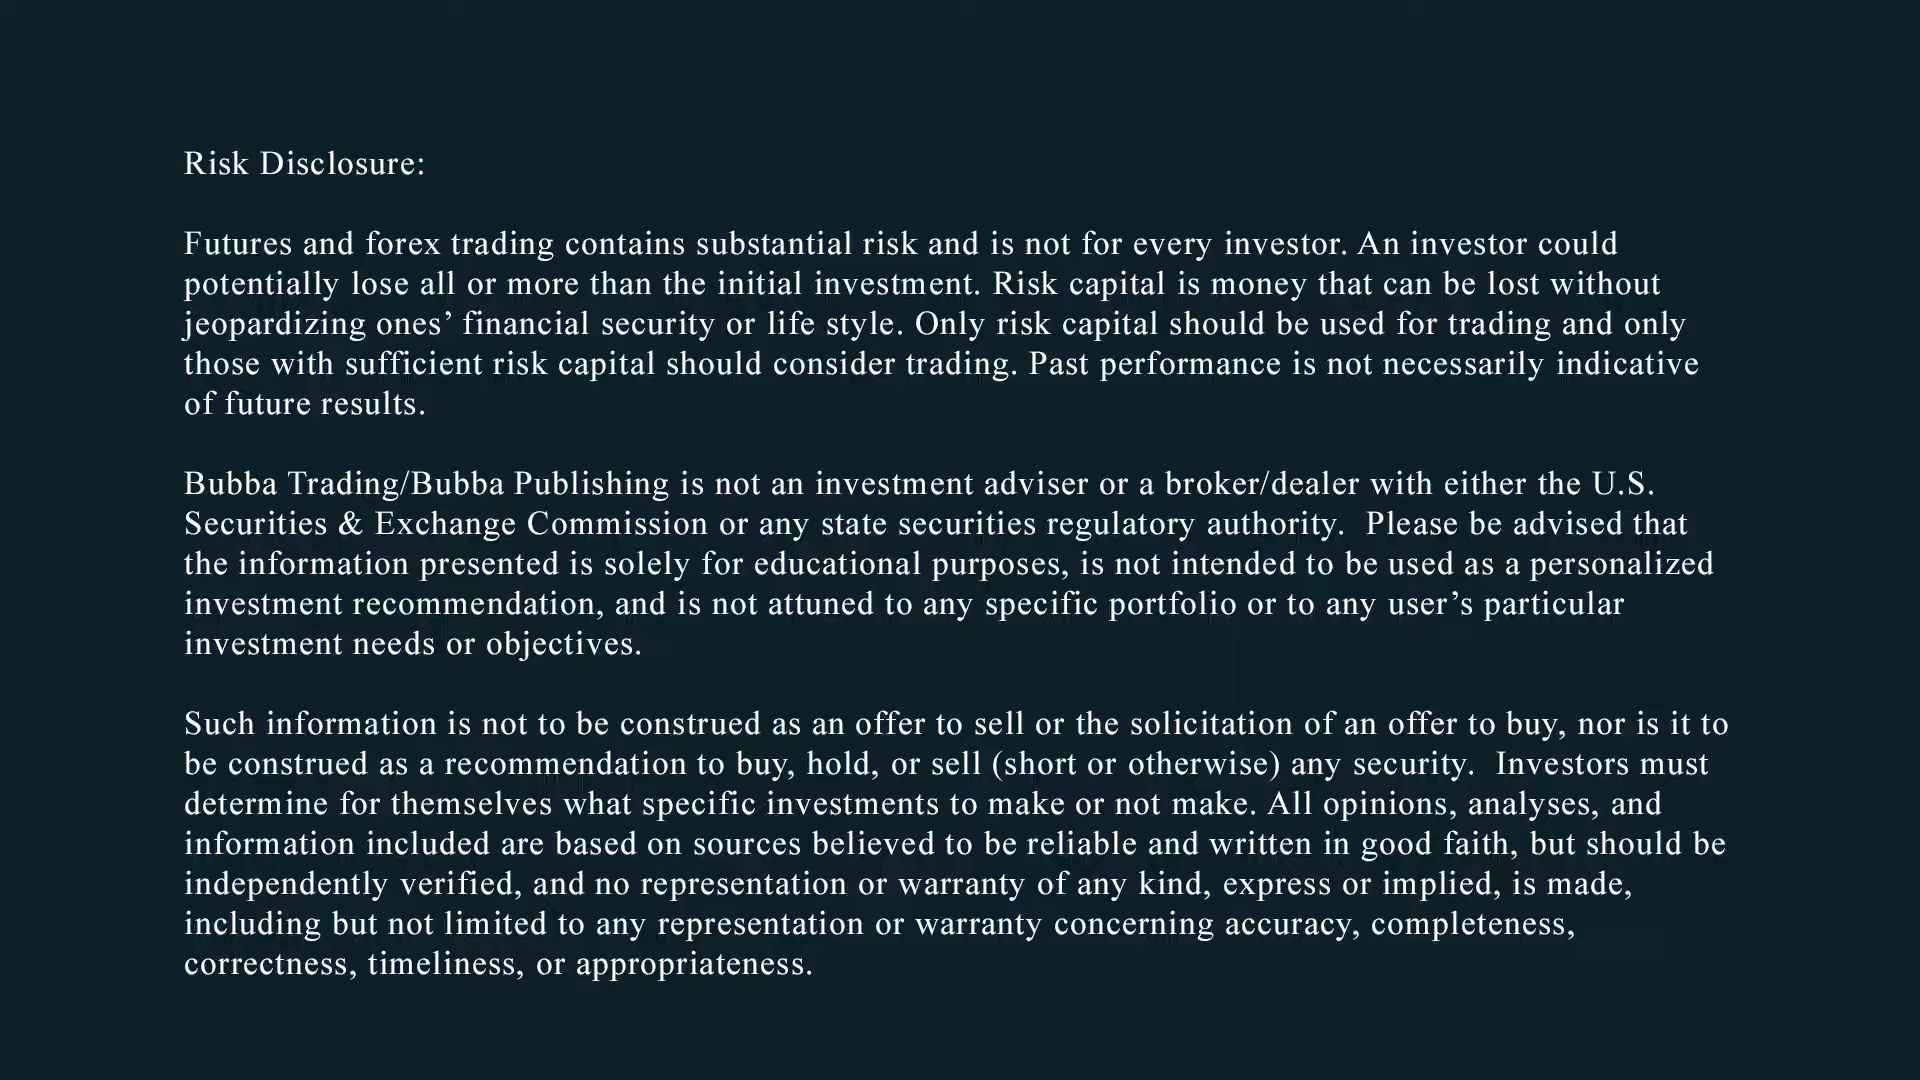 Risk Disclosure:
Futures and forex trading contains substantial risk and is not for every investor. An investor could
potentially lose all or more than the initial investment. Risk capital is money that can be lost without
jeopardizing ones’ financial security or life style. Only risk capital should be used for trading and only
those with sufficient risk capital should consider trading. Past performance is not necessarily indicative
of future results.
Bubba Trading/Bubba Publishing is not an investment adviser or a broker/dealer with either the U.S.
Securities & Exchange Commission or any state securities regulatory authority.  Please be advised that
the information presented is solely for educational purposes, is not intended to be used as a personalized
investment recommendation, and is not attuned to any specific portfolio or to any user’s particular
investment needs or objectives.
Such information is not to be construed as an offer to sell or the solicitation of an offer to buy, nor is it to
be construed as a recommendation to buy, hold, or sell (short or otherwise) any security.  Investors must
determine for themselves what specific investments to make or not make. All opinions, analyses, and
information included are based on sources believed to be reliable and written in good faith, but should be
independently verified, and no representation or warranty of any kind, express or implied, is made,
including but not limited to any representation or warranty concerning accuracy, completeness,
correctness, timeliness, or appropriateness.